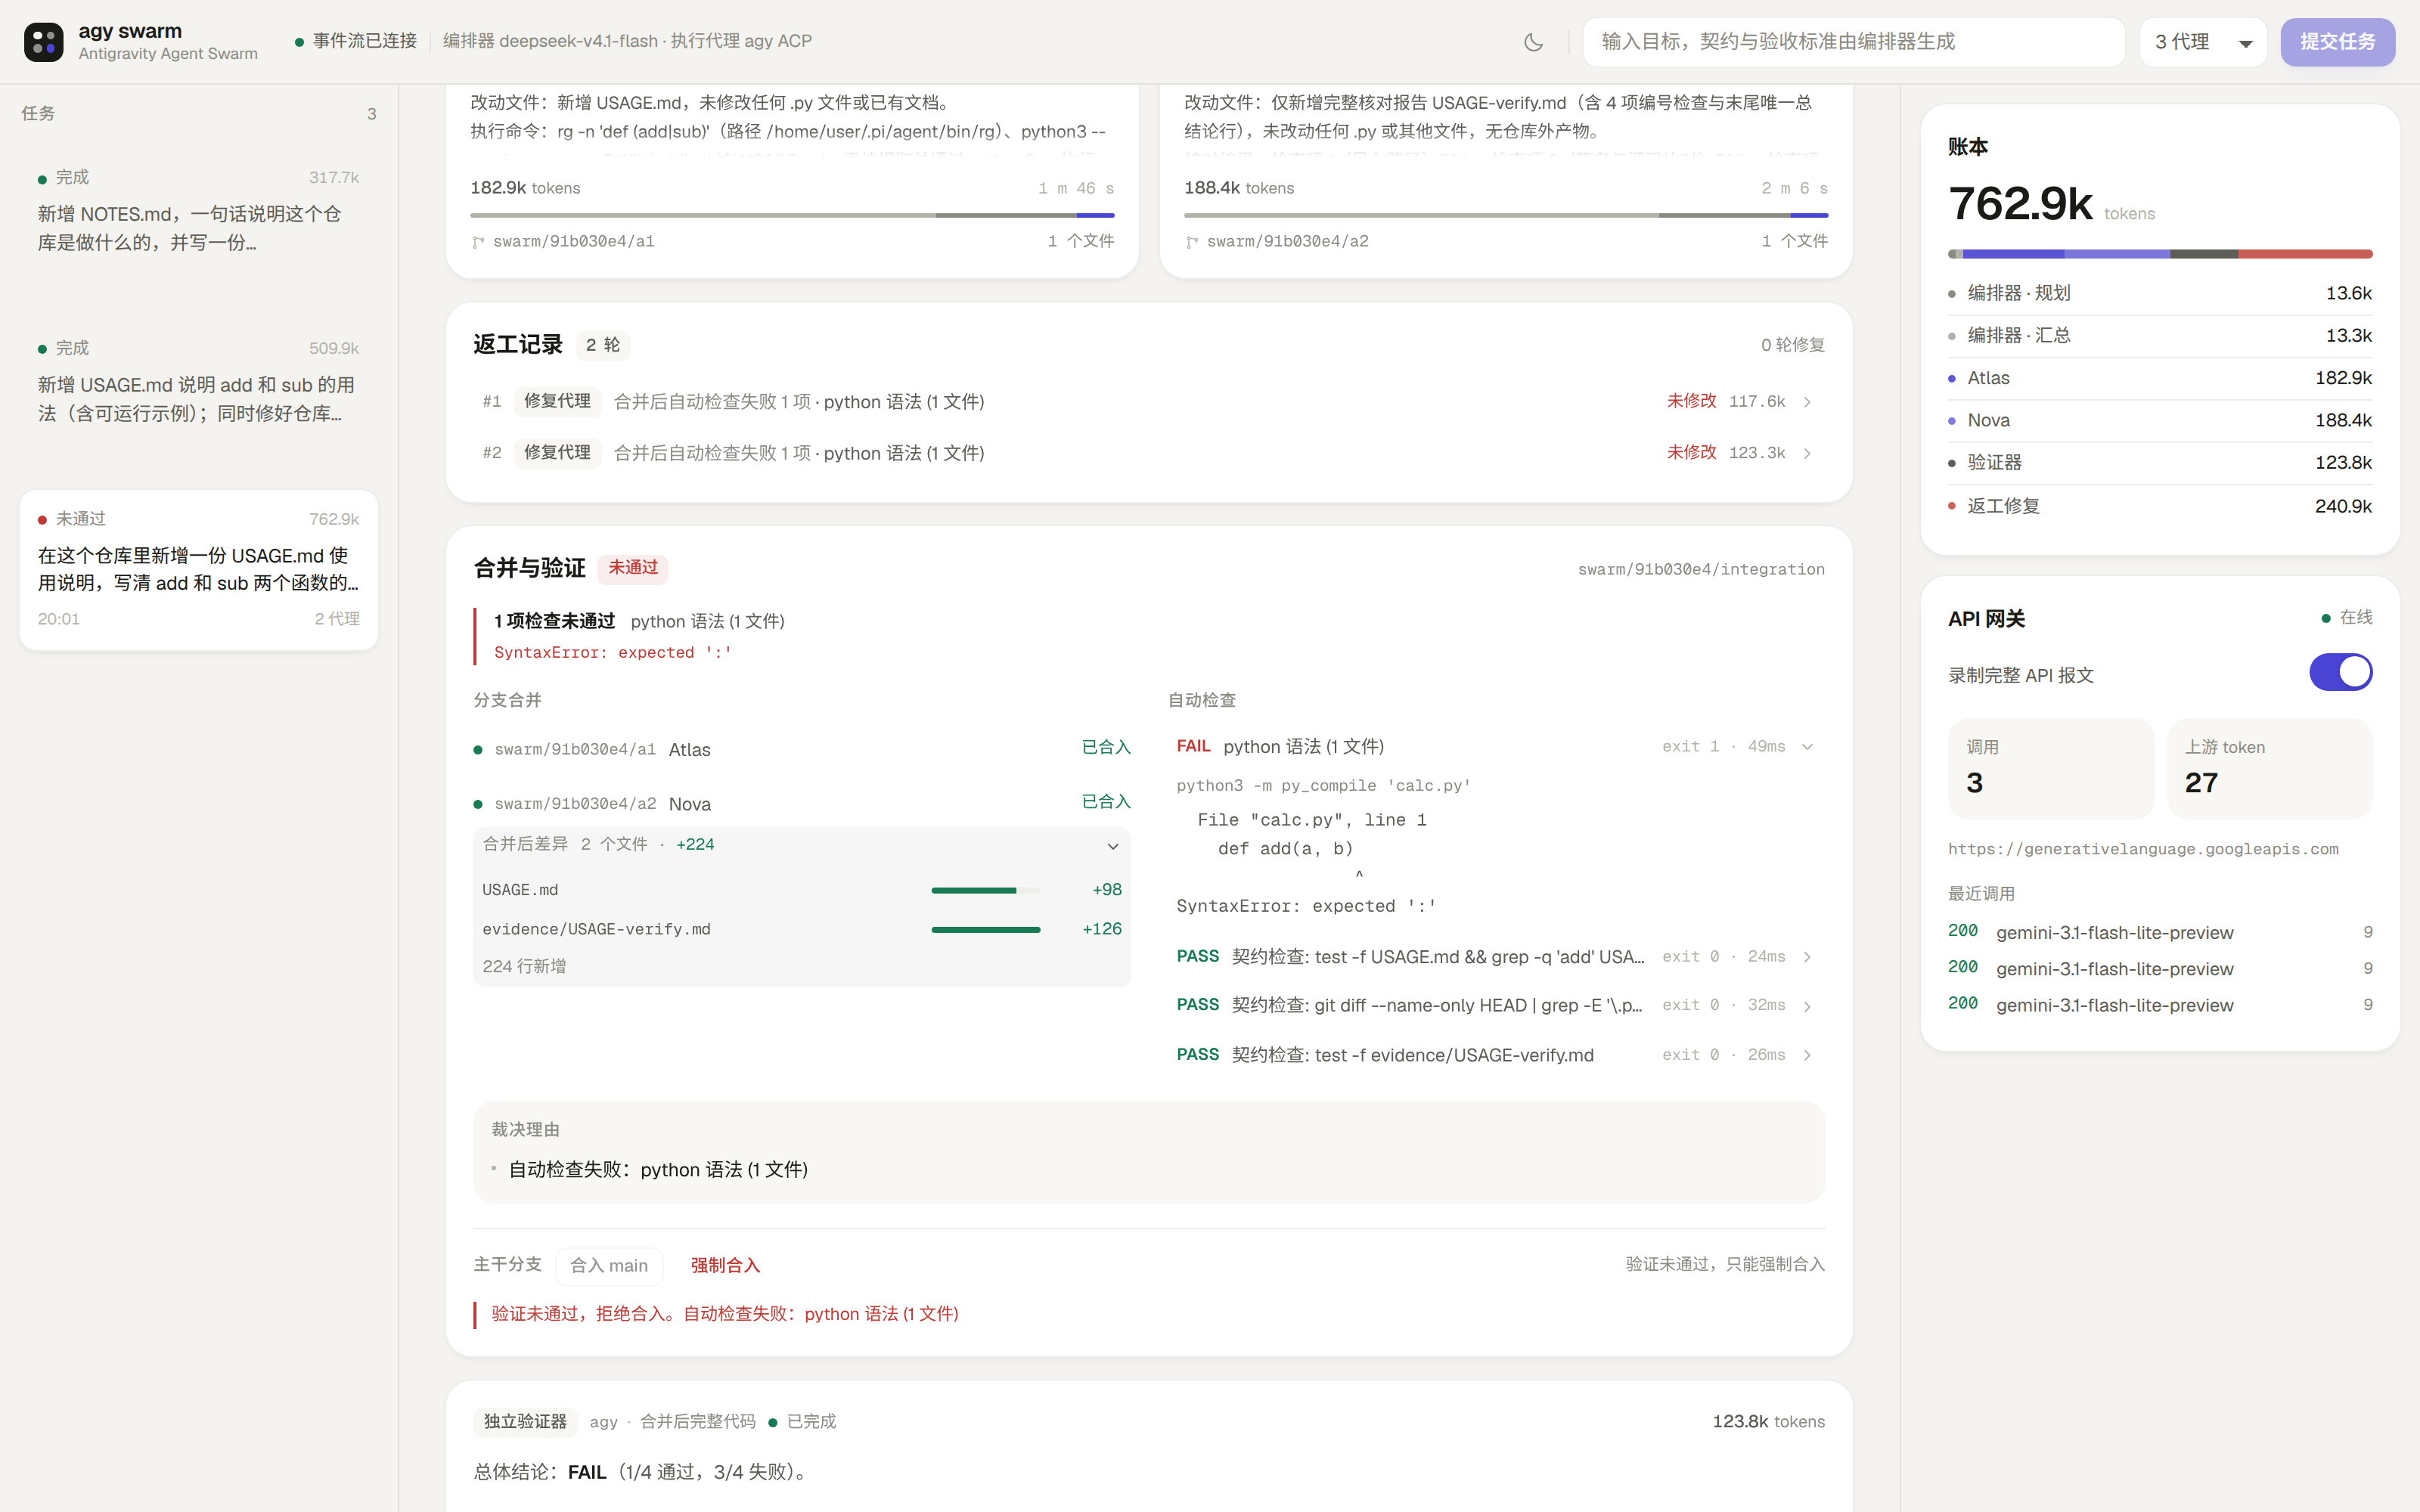 agy swarm
Antigravity Agent Swarm
事件流已连接
编排器 deepseek-v4.1-flash · 执行代理 agy ACP
输入目标，契约与验收标准由编排器生成
3 代理
提交任务
任务
3
完成
317.7k
新增 NOTES.md，一句话说明这个仓
库是做什么的，并写一份…
完成
509.9k
新增 USAGE.md 说明 add 和 sub 的用
法（含可运行示例）；同时修好仓库…
未通过
762.9k
在这个仓库里新增一份 USAGE.md 使
用说明，写清 add 和 sub 两个函数的…
20:01
2 代理
改动文件：新增 USAGE.md，未修改任何 .py 文件或已有文档。
执行命令：rg -n 'def (add|sub)'（路径 /home/user/.pi/agent/bin/rg）、python3 --
182.9k tokens
1 m 46 s
swarm/91b030e4/a1
1 个文件
改动文件：仅新增完整核对报告 USAGE-verify.md（含 4 项编号检查与末尾唯一总
结论行），未改动任何 .py 或其他文件，无仓库外产物。
188.4k tokens
2 m 6 s
swarm/91b030e4/a2
1 个文件
返工记录
2 轮
0 轮修复
#1 修复代理 合并后自动检查失败 1 项 · python 语法 (1 文件)
未修改 117.6k
#2 修复代理 合并后自动检查失败 1 项 · python 语法 (1 文件)
未修改 123.3k
合并与验证
未通过
swarm/91b030e4/integration
1 项检查未通过 python 语法 (1 文件)
SyntaxError: expected ':'
分支合并
swarm/91b030e4/a1 Atlas
已合入
swarm/91b030e4/a2 Nova
已合入
合并后差异 2 个文件 · +224
USAGE.md
+98
evidence/USAGE-verify.md
+126
224 行新增
自动检查
FAIL python 语法 (1 文件)
exit 1 · 49ms
python3 -m py_compile 'calc.py'
File "calc.py", line 1
def add(a, b)
^
SyntaxError: expected ':'
PASS 契约检查: test -f USAGE.md && grep -q 'add' USA…
exit 0 · 24ms
PASS 契约检查: git diff --name-only HEAD | grep -E '\.p…
exit 0 · 32ms
PASS 契约检查: test -f evidence/USAGE-verify.md
exit 0 · 26ms
裁决理由
自动检查失败：python 语法 (1 文件)
主干分支
合入 main
强制合入
验证未通过，只能强制合入
验证未通过，拒绝合入。自动检查失败：python 语法 (1 文件)
独立验证器
agy · 合并后完整代码
已完成
123.8k tokens
总体结论：FAIL（1/4 通过，3/4 失败）。
账本
762.9k tokens
编排器 · 规划
13.6k
编排器 · 汇总
13.3k
Atlas
182.9k
Nova
188.4k
验证器
123.8k
返工修复
240.9k
API 网关
在线
录制完整 API 报文
调用
3
上游 token
27
https://generativelanguage.googleapis.com
最近调用
200 gemini-3.1-flash-lite-preview 9
200 gemini-3.1-flash-lite-preview 9
200 gemini-3.1-flash-lite-preview 9